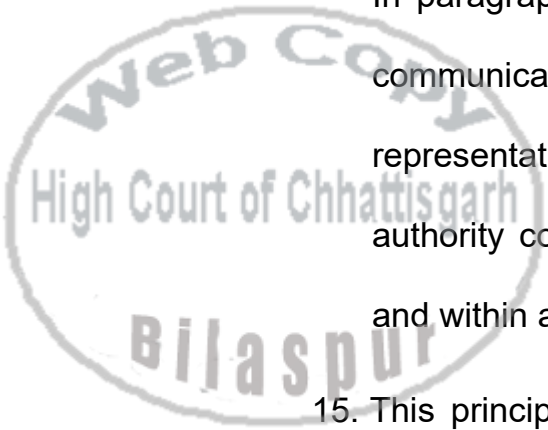 In paragrap
communica
representat
authority co
and within a
15. This princip
Web Copy
High Court of Chhattisgarh
Bilaspur